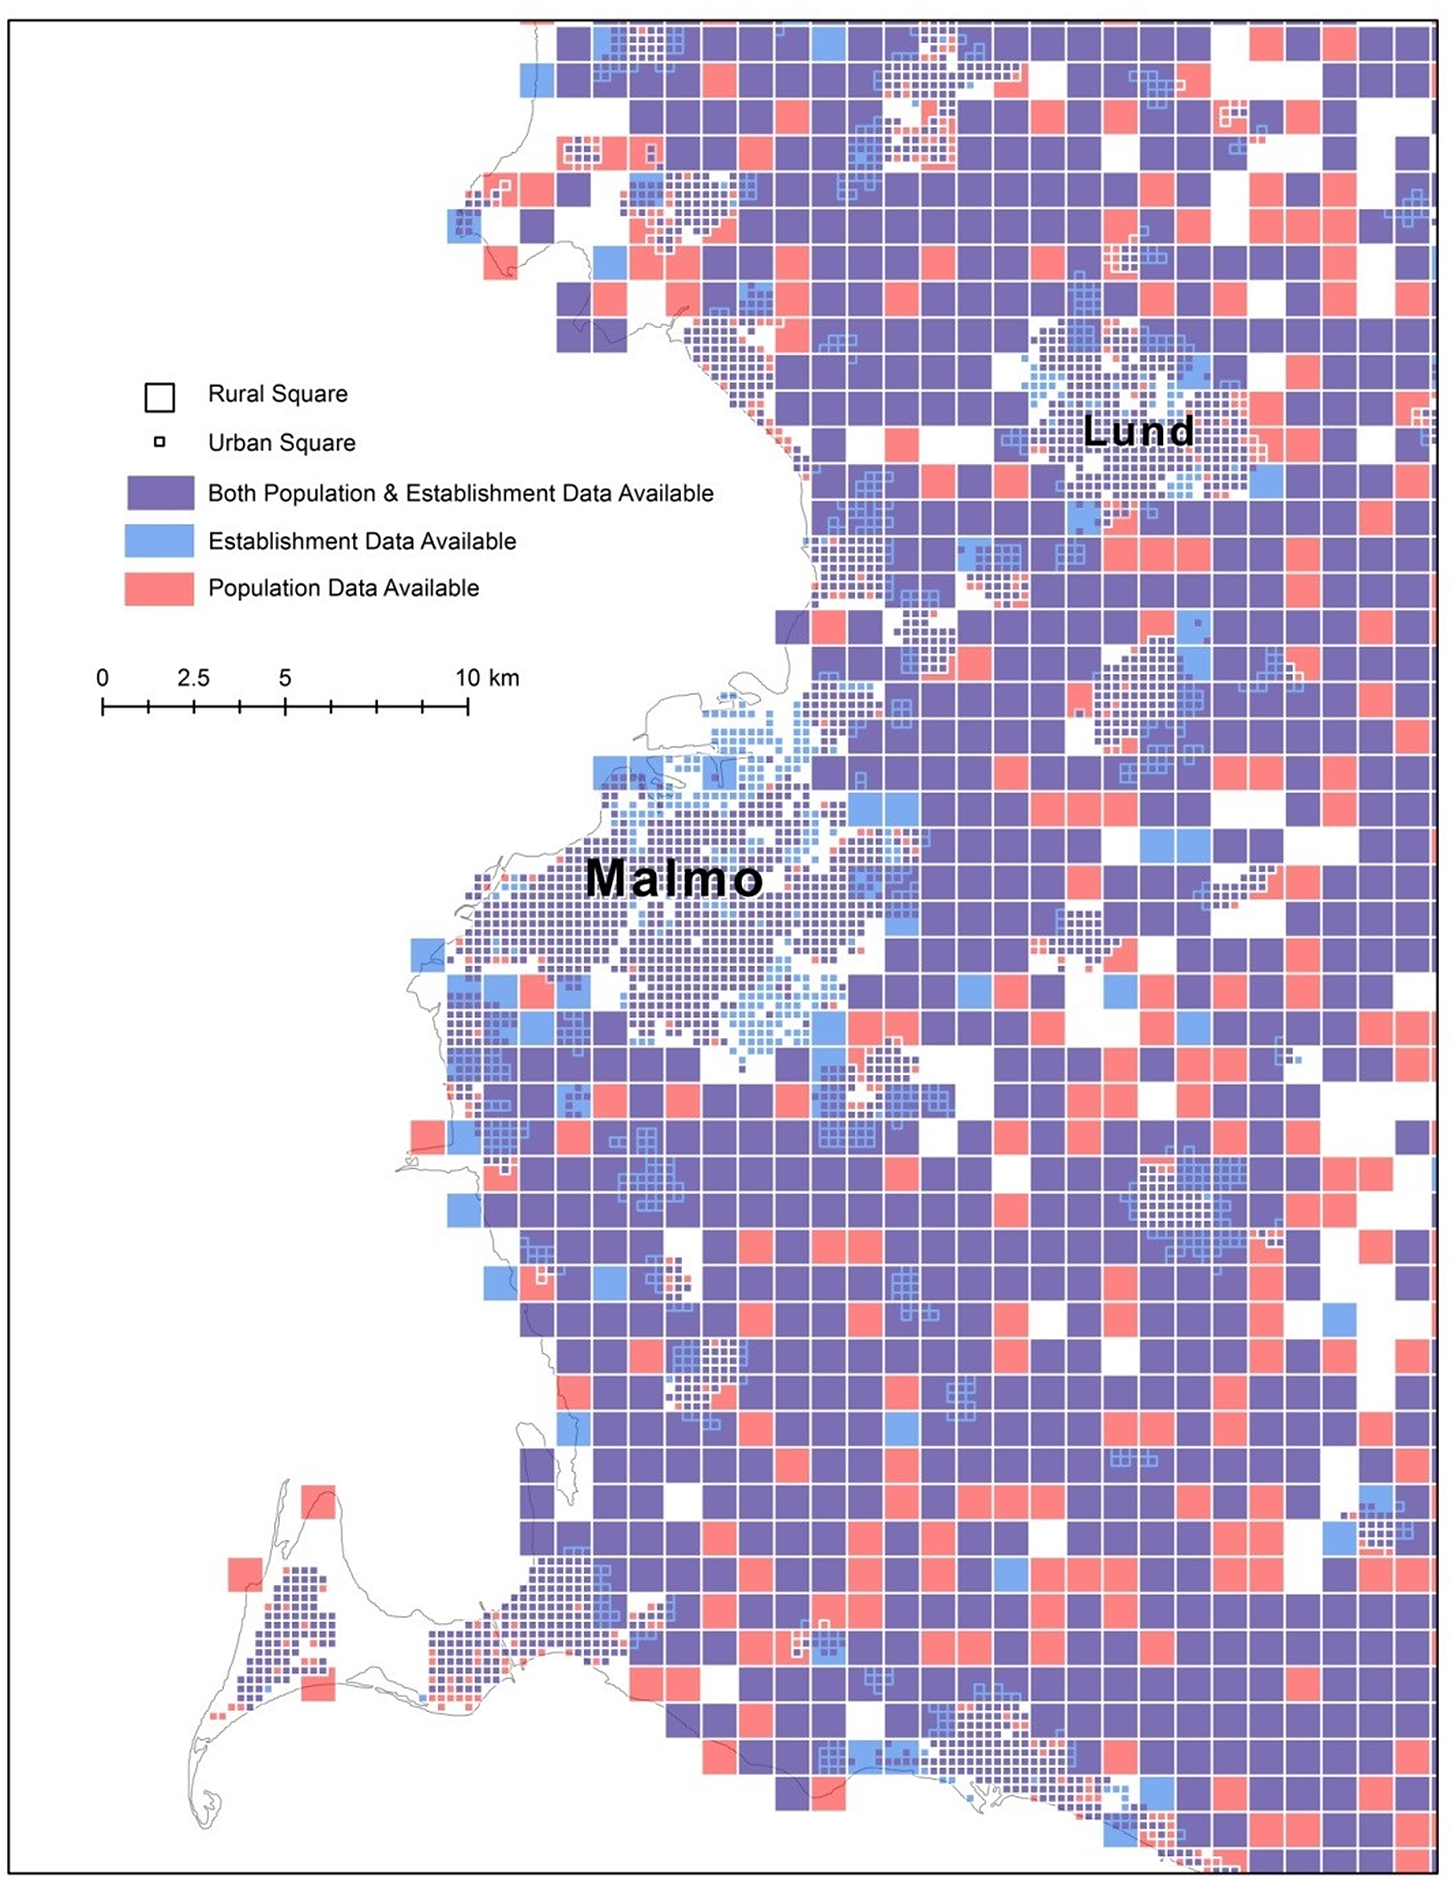 Rural Square
Urban Square
Both Population & Establishment Data Available
Establishment Data Available
Population Data Available
0 2.5 5 10 km
Lund
Malmo